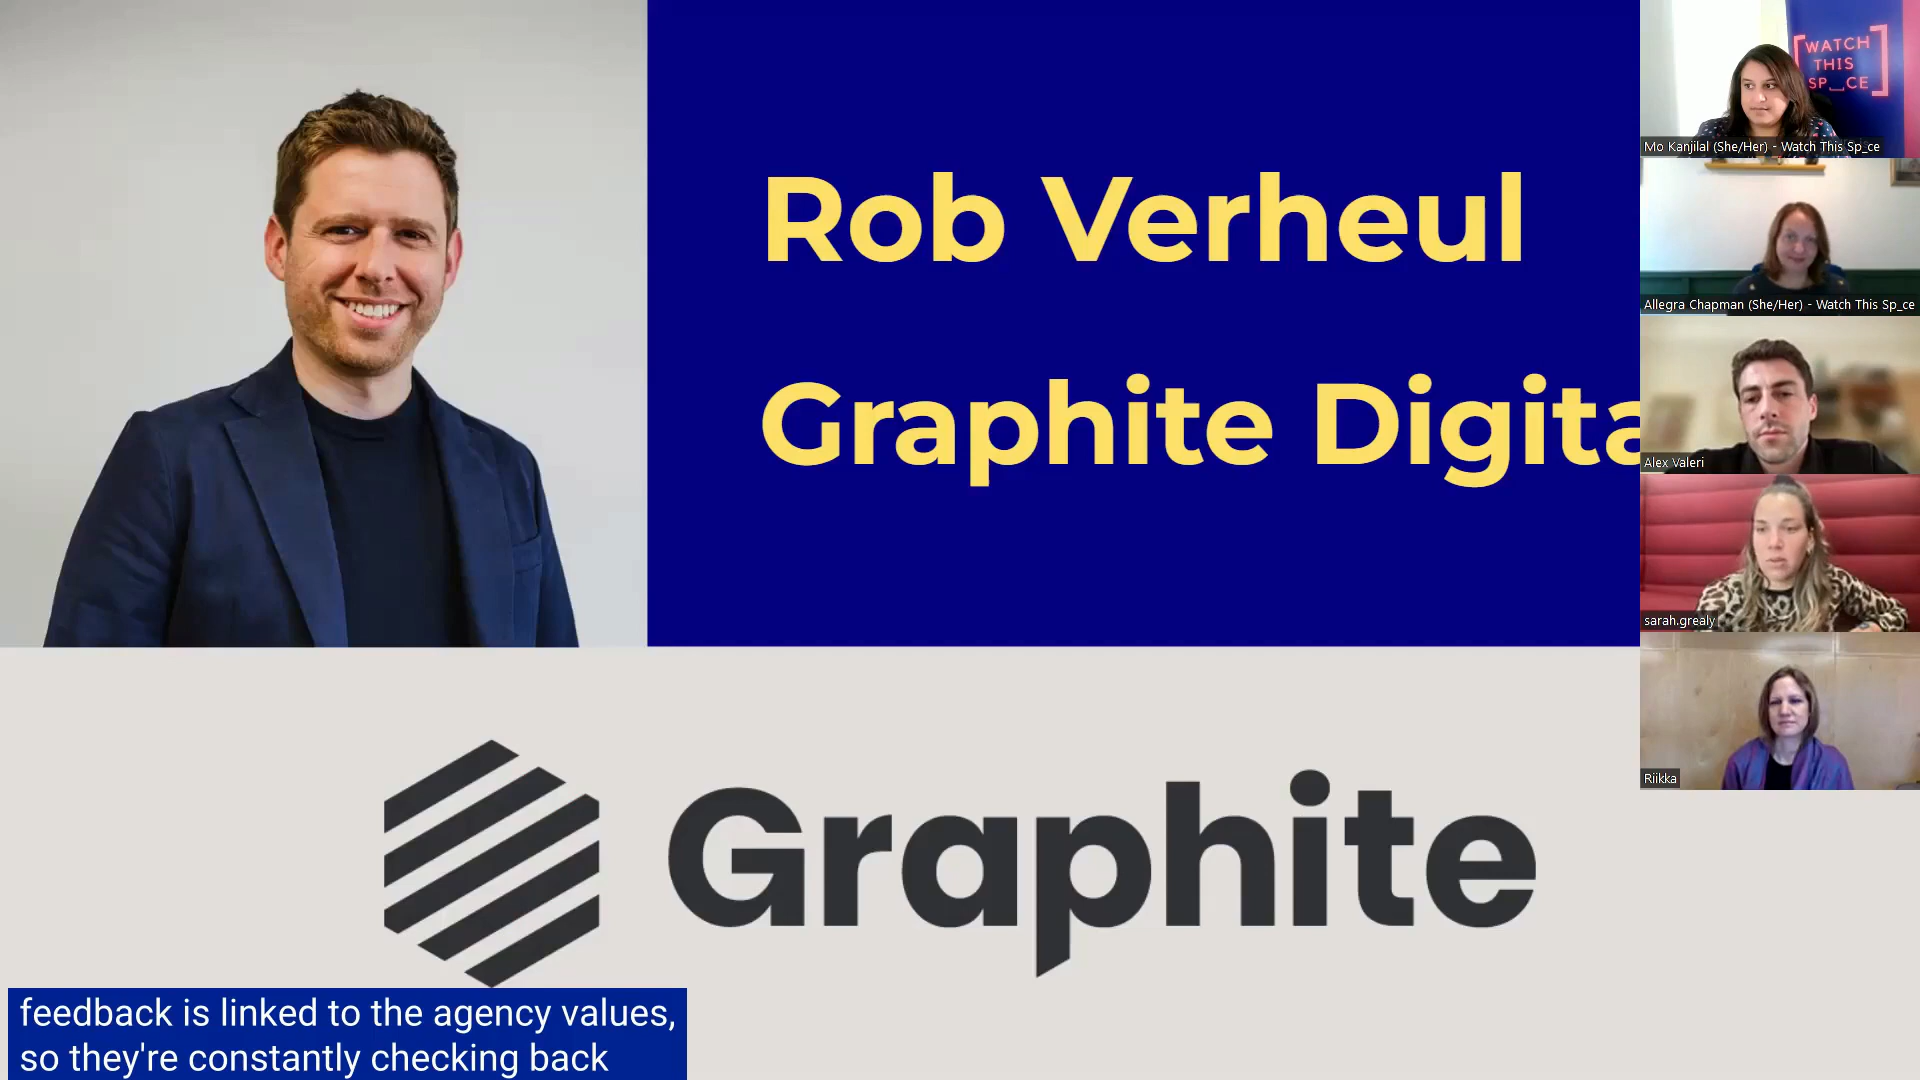 Rob Verheul
Graphite Digita
Graphite
feedback is linked to the agency values,
so they're constantly checking back
WATCH
THIS
SP_CE
Mo Kanjilal (She/Her) - Watch This Sp_ce
Allegra Chapman (She/Her) - Watch This Sp_ce
Alex Valeri
sarah.grealy
Riikka